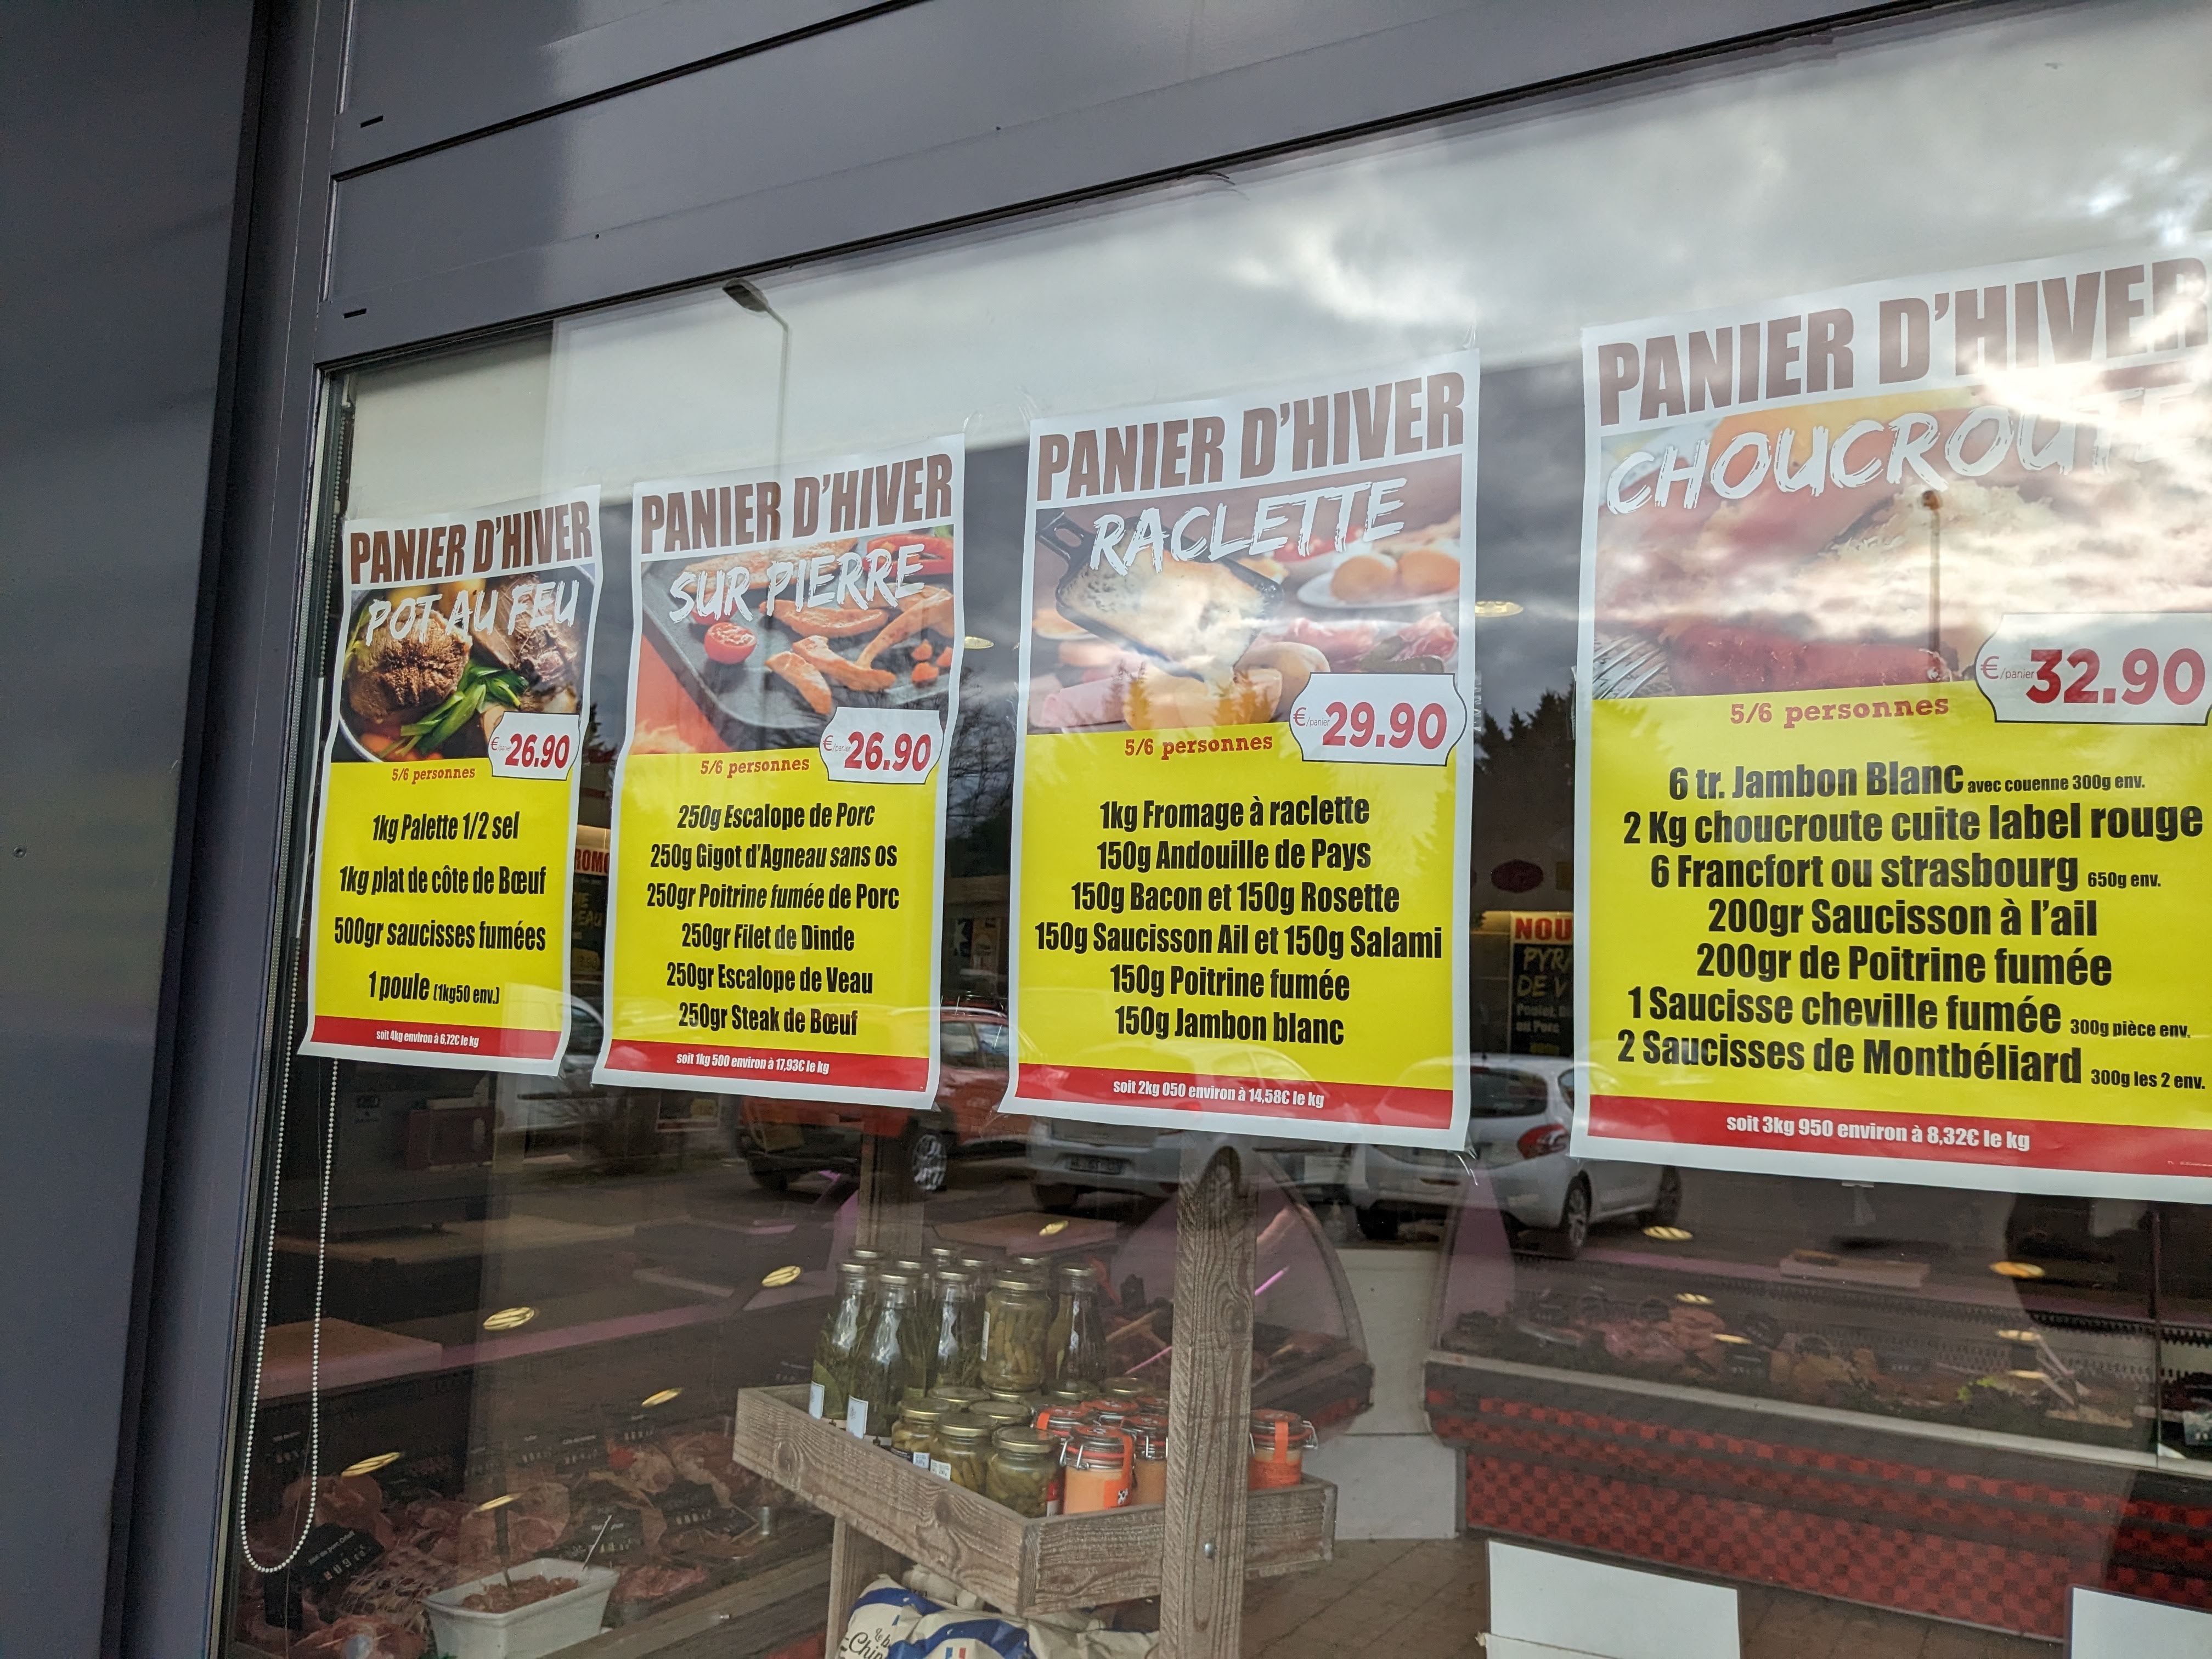 PANIER D'HIVER
POT AU FEU
€/panier 26.90
5/6 personnes
1kg Palette 1/2 sel
1kg plat de côte de Bœuf
500gr saucisses fumées
1 poule (1kg50 env.)
soit 4kg environ à 6,72€ le kg
PANIER D'HIVER
SUR PIERRE
€/panier 26.90
5/6 personnes
250g Escalope de Porc
250g Gigot d'Agneau sans os
250gr Poitrine fumée de Porc
250gr Filet de Dinde
250gr Escalope de Veau
250gr Steak de Bœuf
soit 1kg 500 environ à 17,93€ le kg
PANIER D'HIVER
RACLETTE
€/panier 29.90
5/6 personnes
1kg Fromage à raclette
150g Andouille de Pays
150g Bacon et 150g Rosette
150g Saucisson Ail et 150g Salami
150g Poitrine fumée
150g Jambon blanc
soit 2kg 050 environ à 14,58€ le kg
PANIER D'HIVER
CHOUCROUTE
€/panier 32.90
5/6 personnes
6 tr. Jambon Blanc avec couenne 300g env.
2 Kg choucroute cuite label rouge
6 Francfort ou strasbourg 650g env.
200gr Saucisson à l'ail
200gr de Poitrine fumée
1 Saucisse cheville fumée 300g pièce env.
2 Saucisses de Montbéliard 300g les 2 env.
soit 3kg 950 environ à 8,32€ le kg
NOU
PYR
DE V